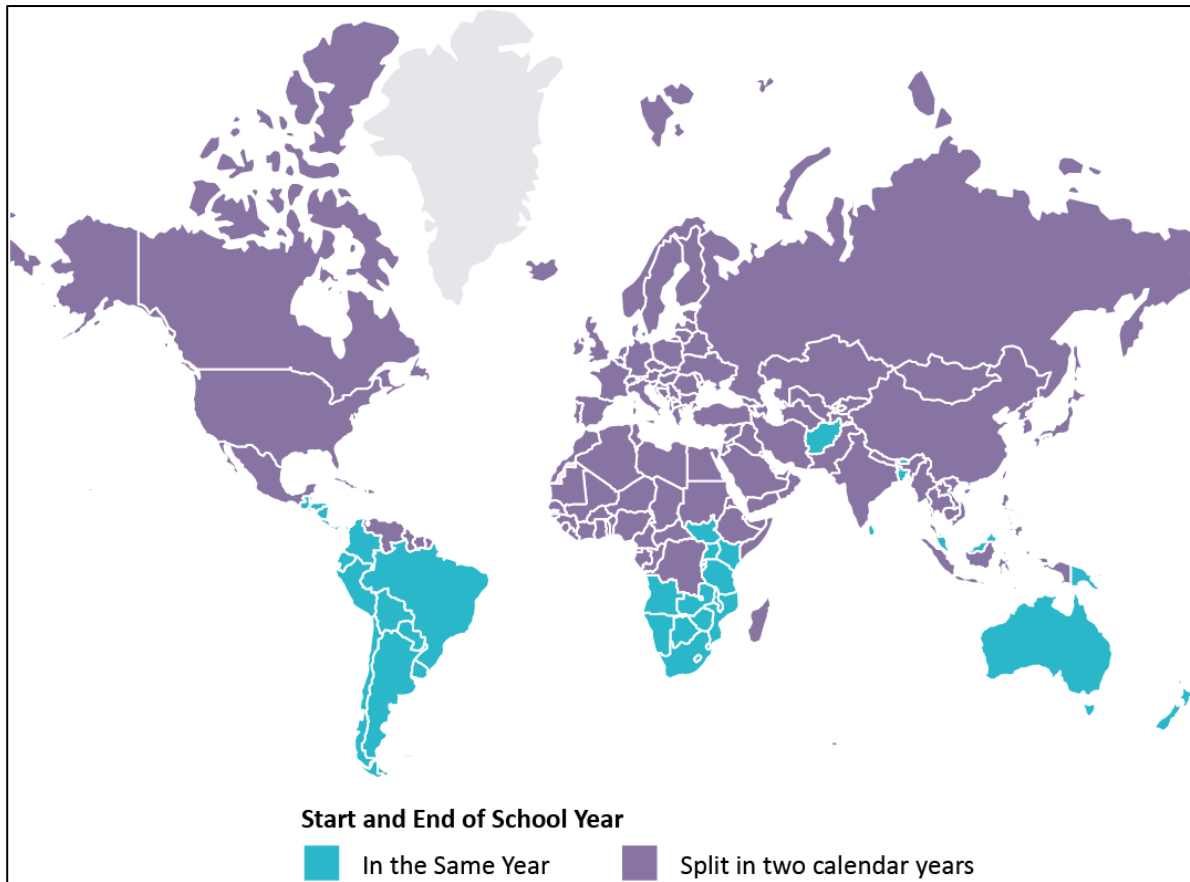 Start and End of School Year
In the Same Year
Split in two calendar years